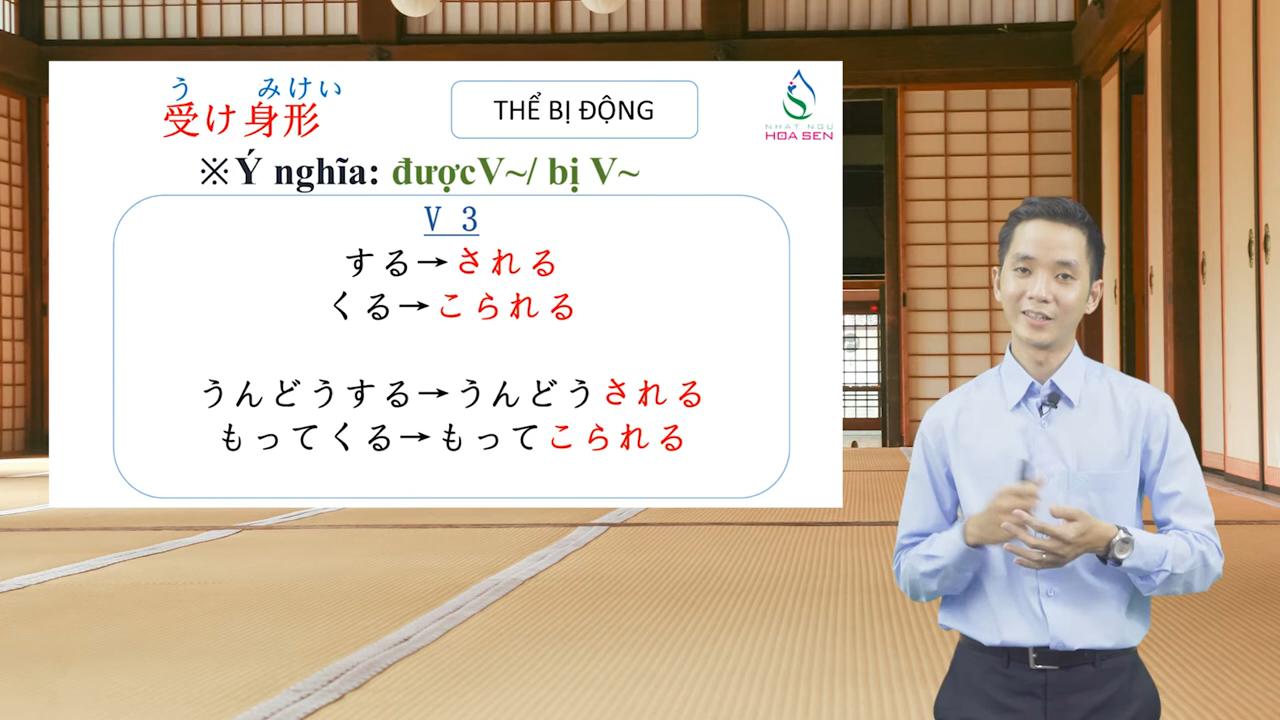 う みけい
受け身形
THỂ BỊ ĐỘNG
NHẬT NGỮ
HOA SEN
※Ý nghĩa: đượcV~/ bị V~
V 3
する→される
くる→こられる
うんどうする→うんどうされる
もってくる→もってこられる